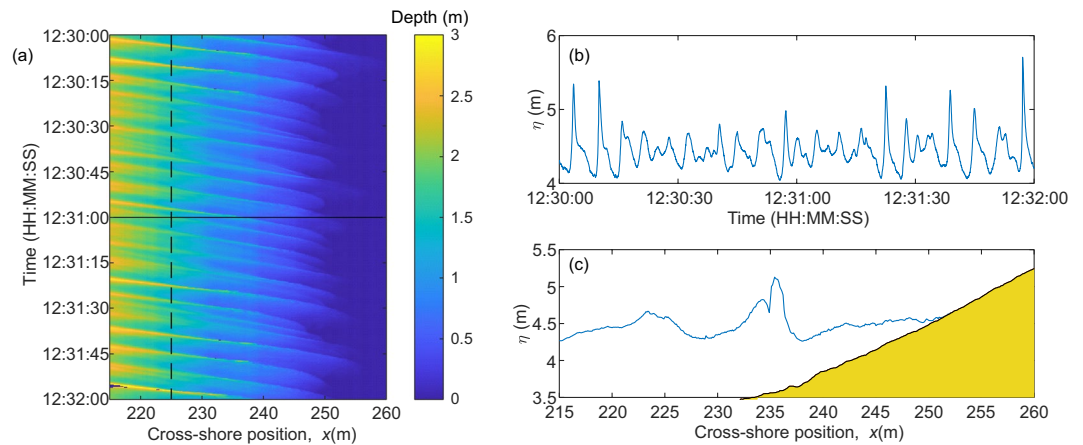 (a)
Depth (m)
12:30:00
12:30:15
12:30:30
12:30:45
12:31:00
12:31:15
12:31:30
12:31:45
12:32:00
Time (HH:MM:SS)
220 230 240 250 260
Cross-shore position, x(m)
3
2.5
2
1.5
1
0.5
0
(b)
6
5
4
η (m)
12:30:00 12:30:30 12:31:00 12:31:30 12:32:00
Time (HH:MM:SS)
(c)
5.5
5
4.5
4
3.5
η (m)
215 220 225 230 235 240 245 250 255 260
Cross-shore position, x(m)